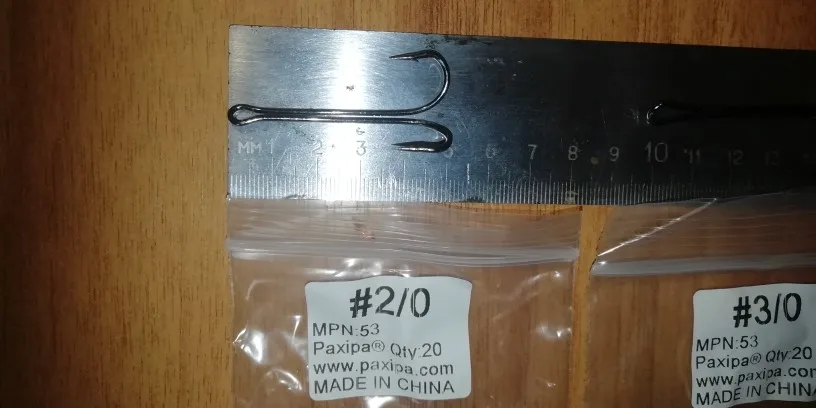 MM 1 2 3 5 6 7 8 9 10 11 12 13
#2/0
MPN:53
Paxipa® Qty:20
www.paxipa.com
MADE IN CHINA
#3/0
MPN:53
Paxipa® Qty:20
www.paxipa.com
MADE IN CHINA